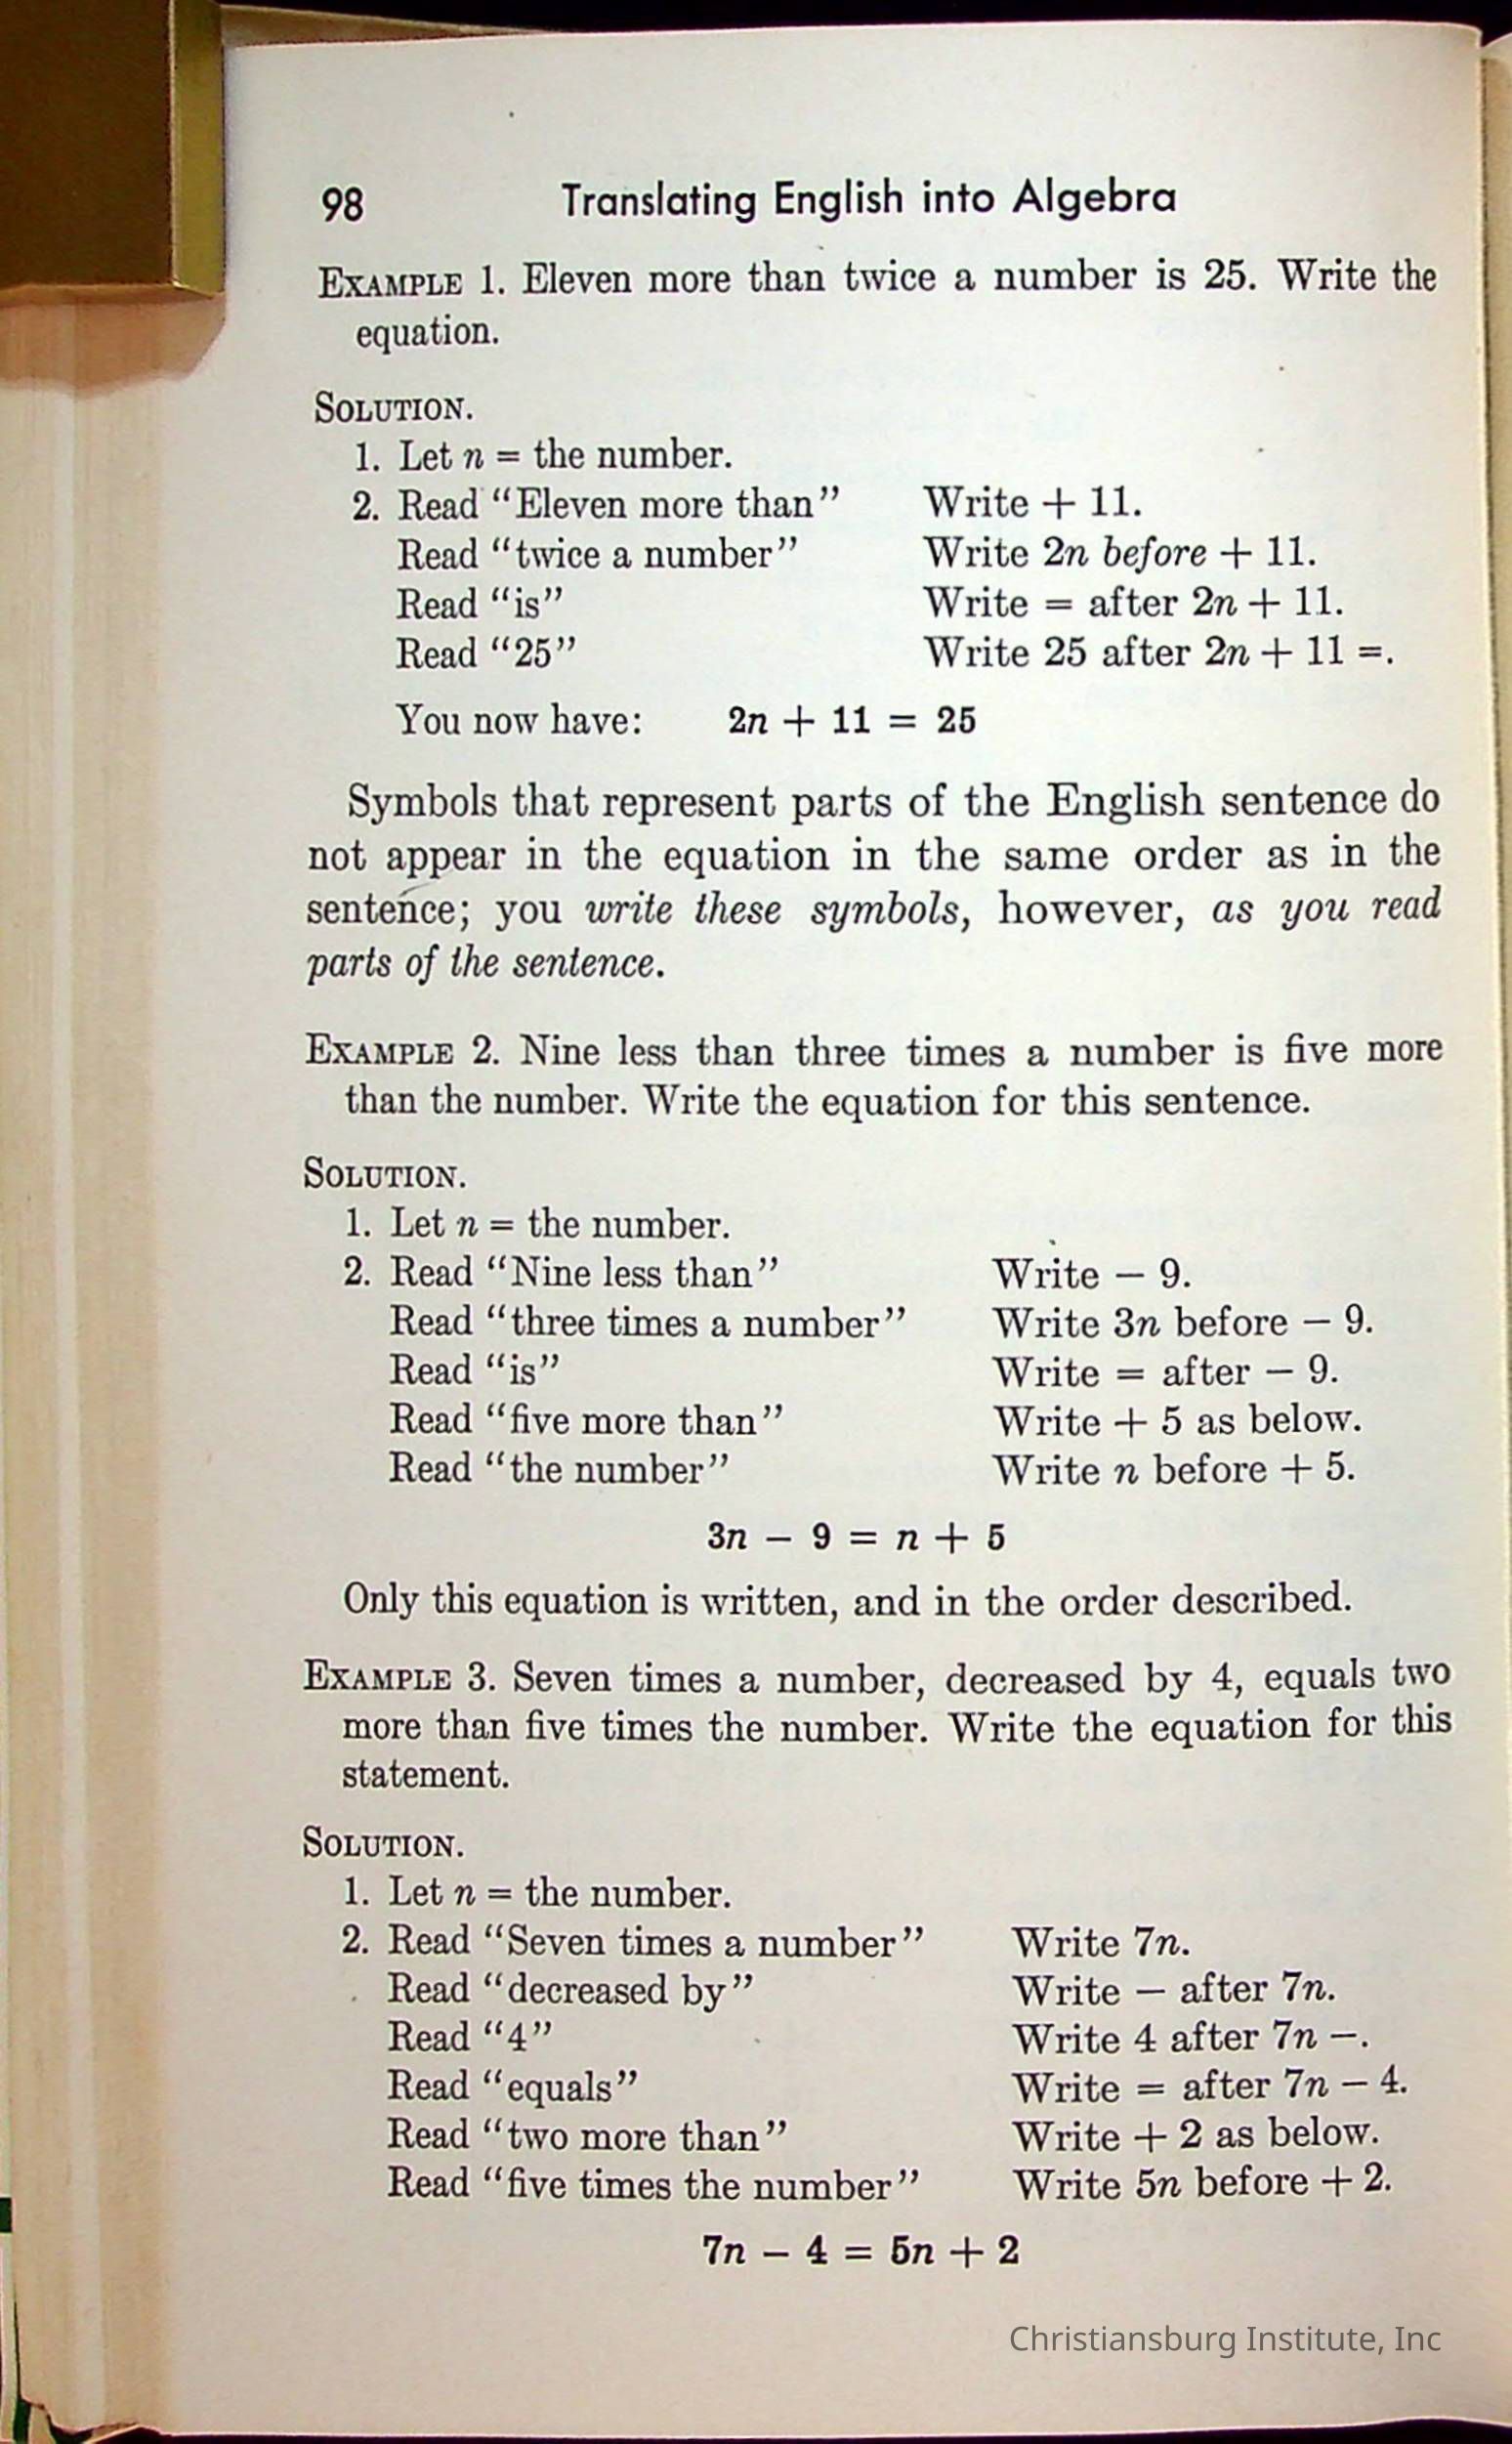 98 Translating English into Algebra
EXAMPLE 1. Eleven more than twice a number is 25. Write the
equation.
SOLUTION.
1. Let n = the number.
2. Read “Eleven more than” Write + 11.
Read “twice a number” Write 2n before + 11.
Read “is” Write = after 2n + 11.
Read “25” Write 25 after 2n + 11 =.
You now have: 2n + 11 = 25
Symbols that represent parts of the English sentence do
not appear in the equation in the same order as in the
sentence; you write these symbols, however, as you read
parts of the sentence.
EXAMPLE 2. Nine less than three times a number is five more
than the number. Write the equation for this sentence.
SOLUTION.
1. Let n = the number.
2. Read “Nine less than” Write − 9.
Read “three times a number” Write 3n before − 9.
Read “is” Write = after − 9.
Read “five more than” Write + 5 as below.
Read “the number” Write n before + 5.
3n − 9 = n + 5
Only this equation is written, and in the order described.
EXAMPLE 3. Seven times a number, decreased by 4, equals two
more than five times the number. Write the equation for this
statement.
SOLUTION.
1. Let n = the number.
2. Read “Seven times a number” Write 7n.
Read “decreased by” Write − after 7n.
Read “4” Write 4 after 7n −.
Read “equals” Write = after 7n − 4.
Read “two more than” Write + 2 as below.
Read “five times the number” Write 5n before + 2.
7n − 4 = 5n + 2
Christiansburg Institute, Inc